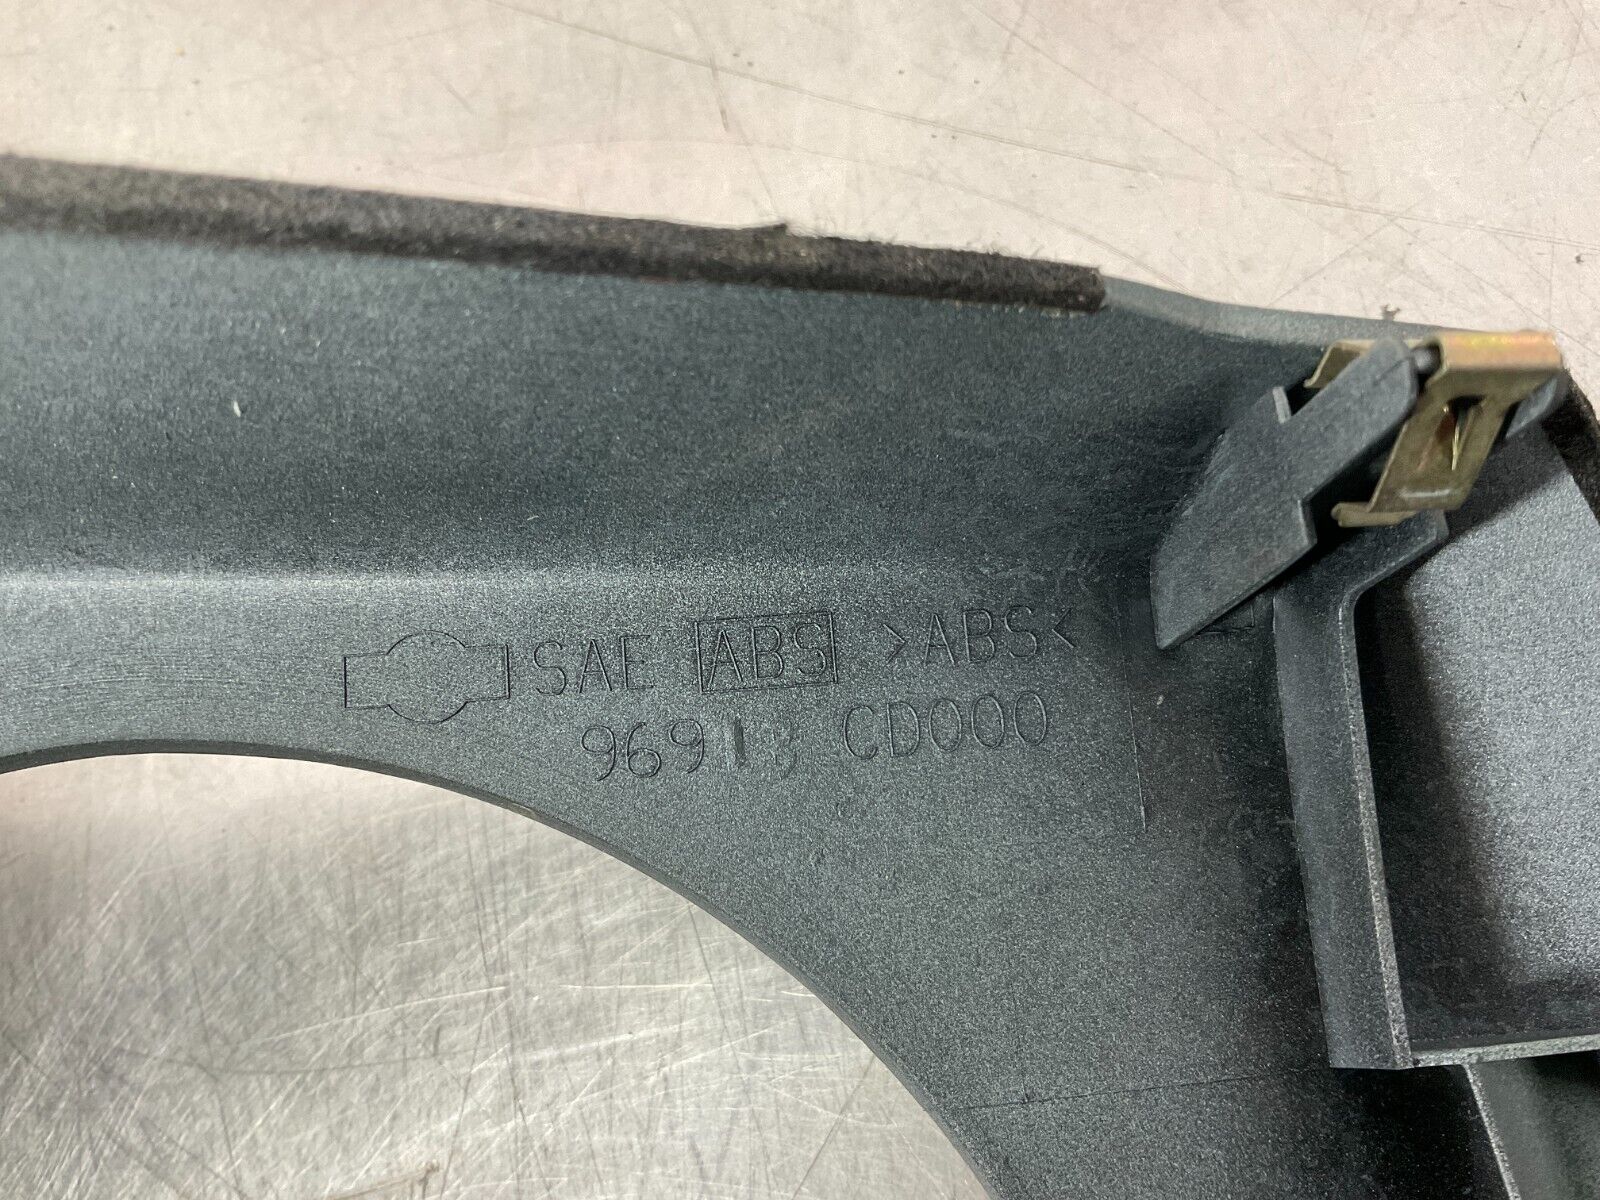 SAE ABS >ABS<
96913 CD000